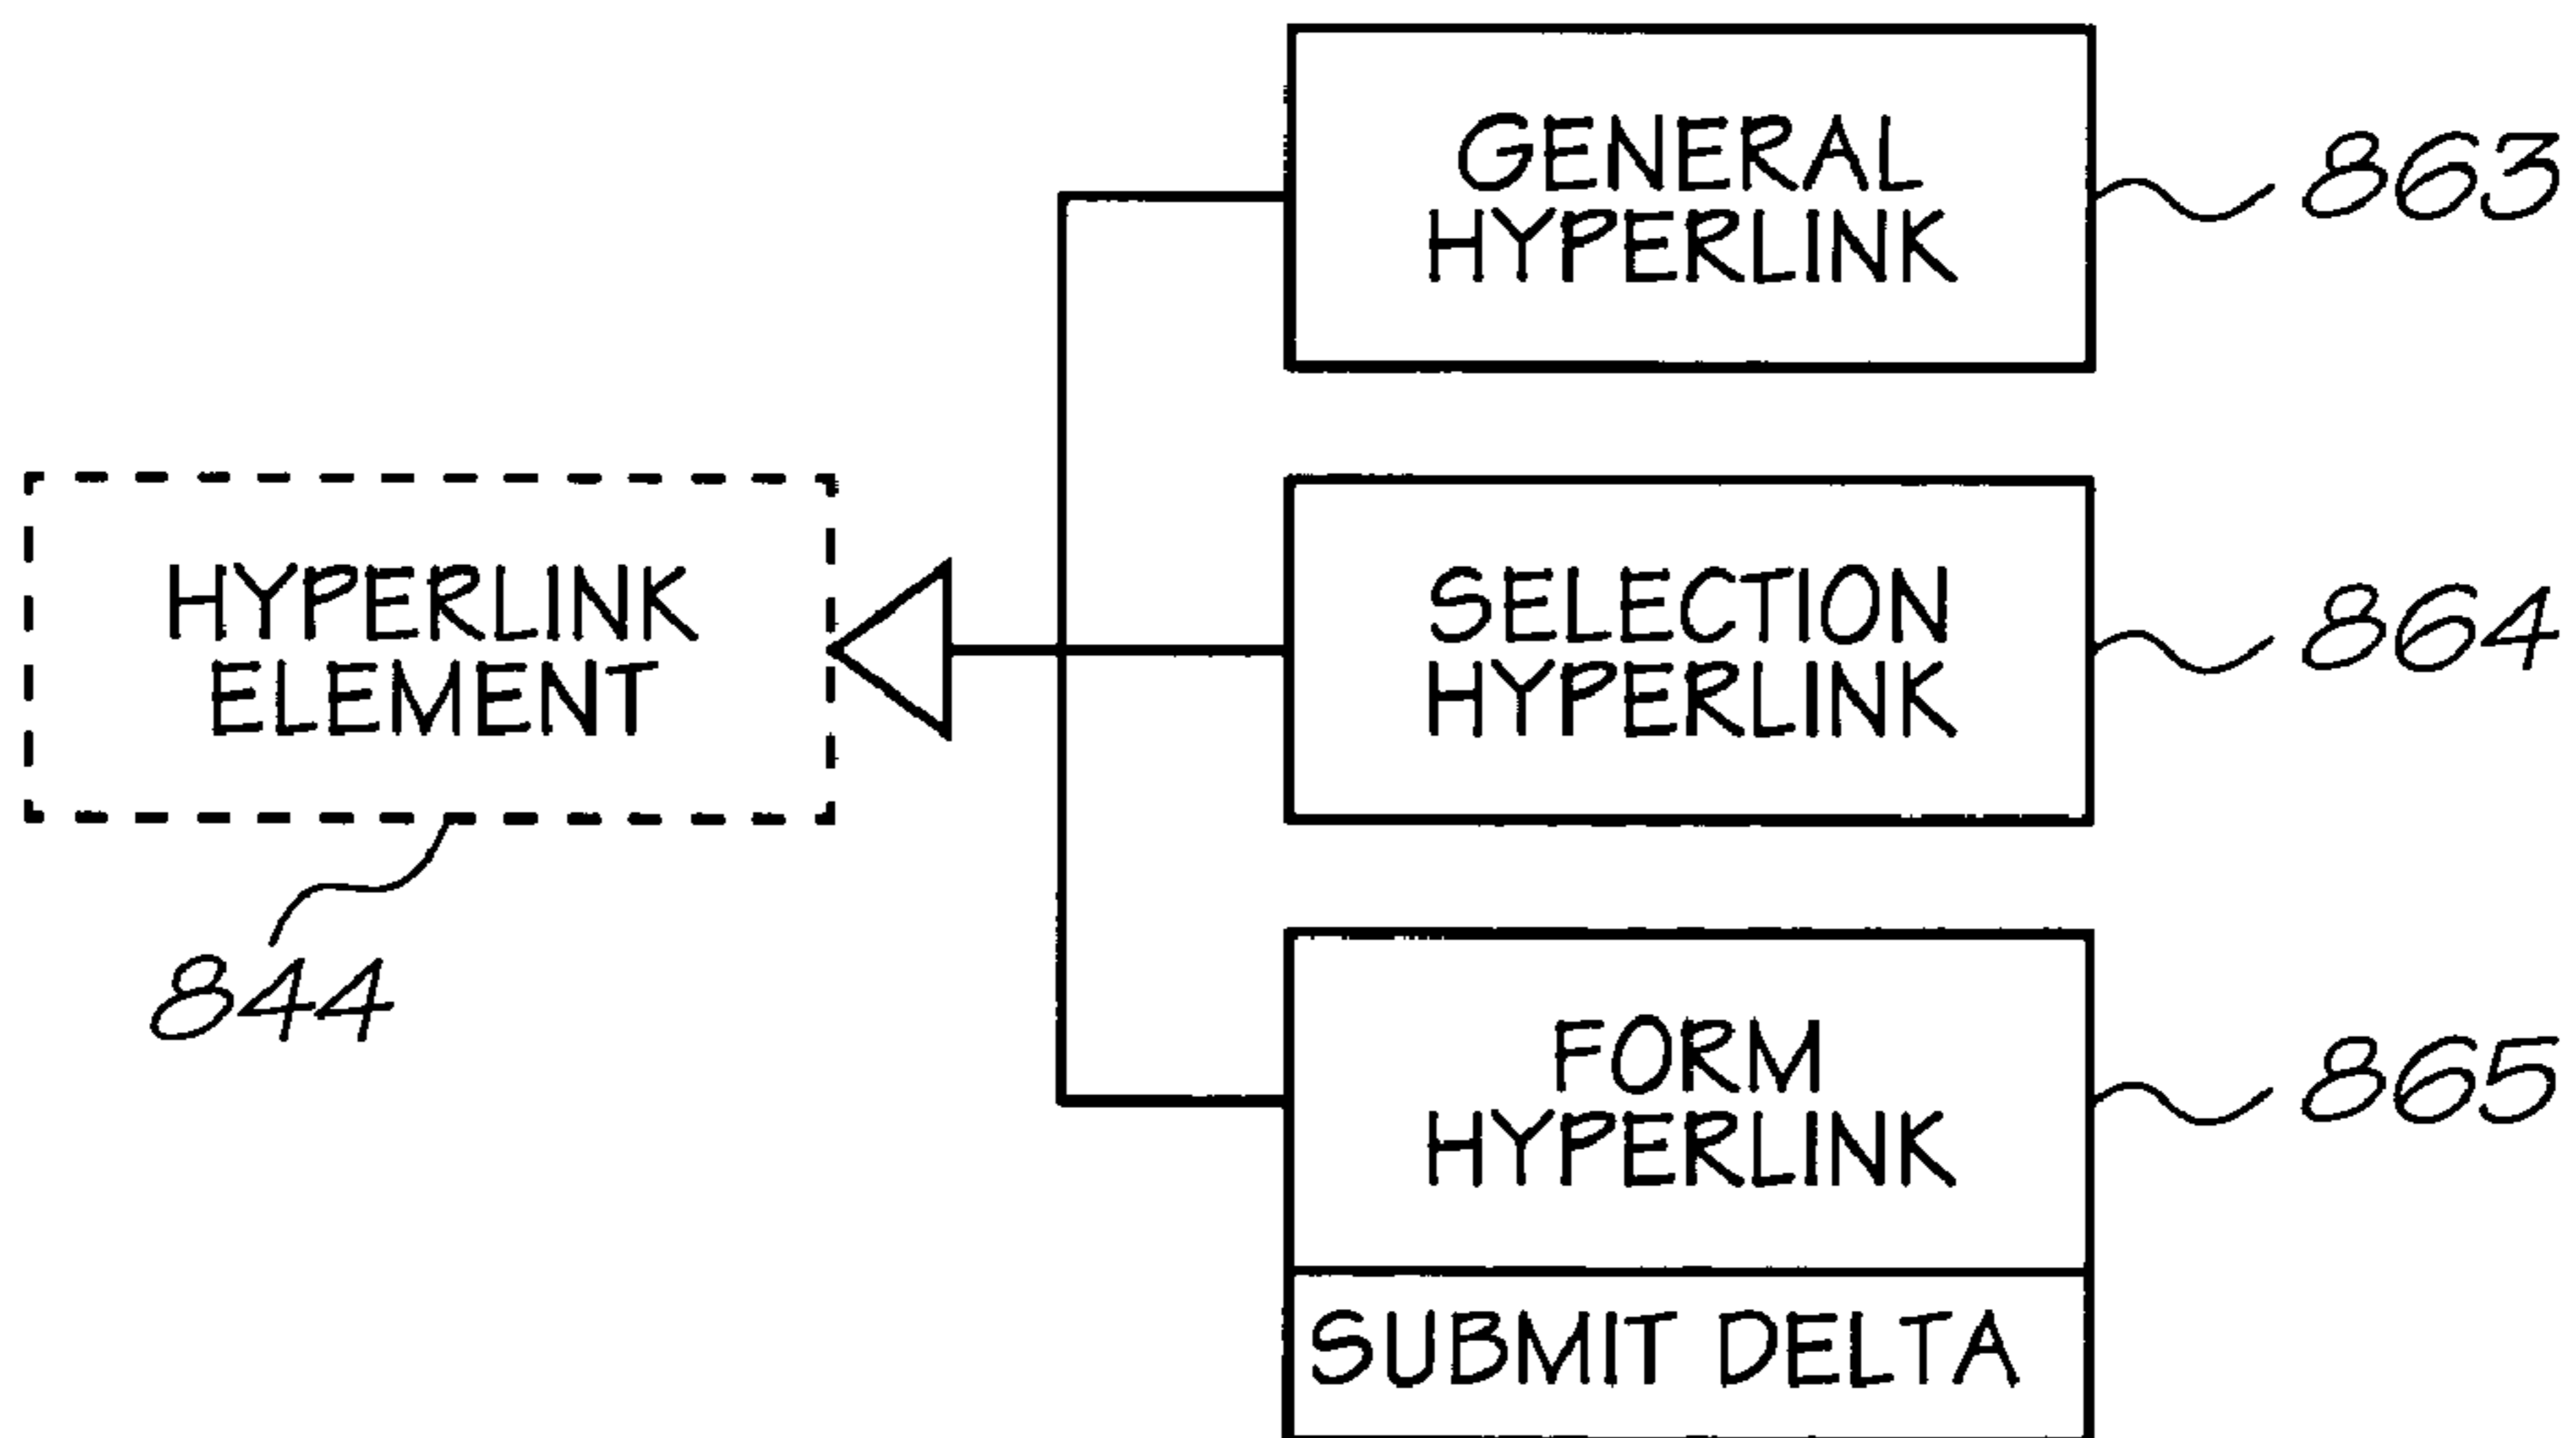 GENERAL
HYPERLINK
863
HYPERLINK
ELEMENT
844
SELECTION
HYPERLINK
864
FORM
HYPERLINK
865
SUBMIT DELTA